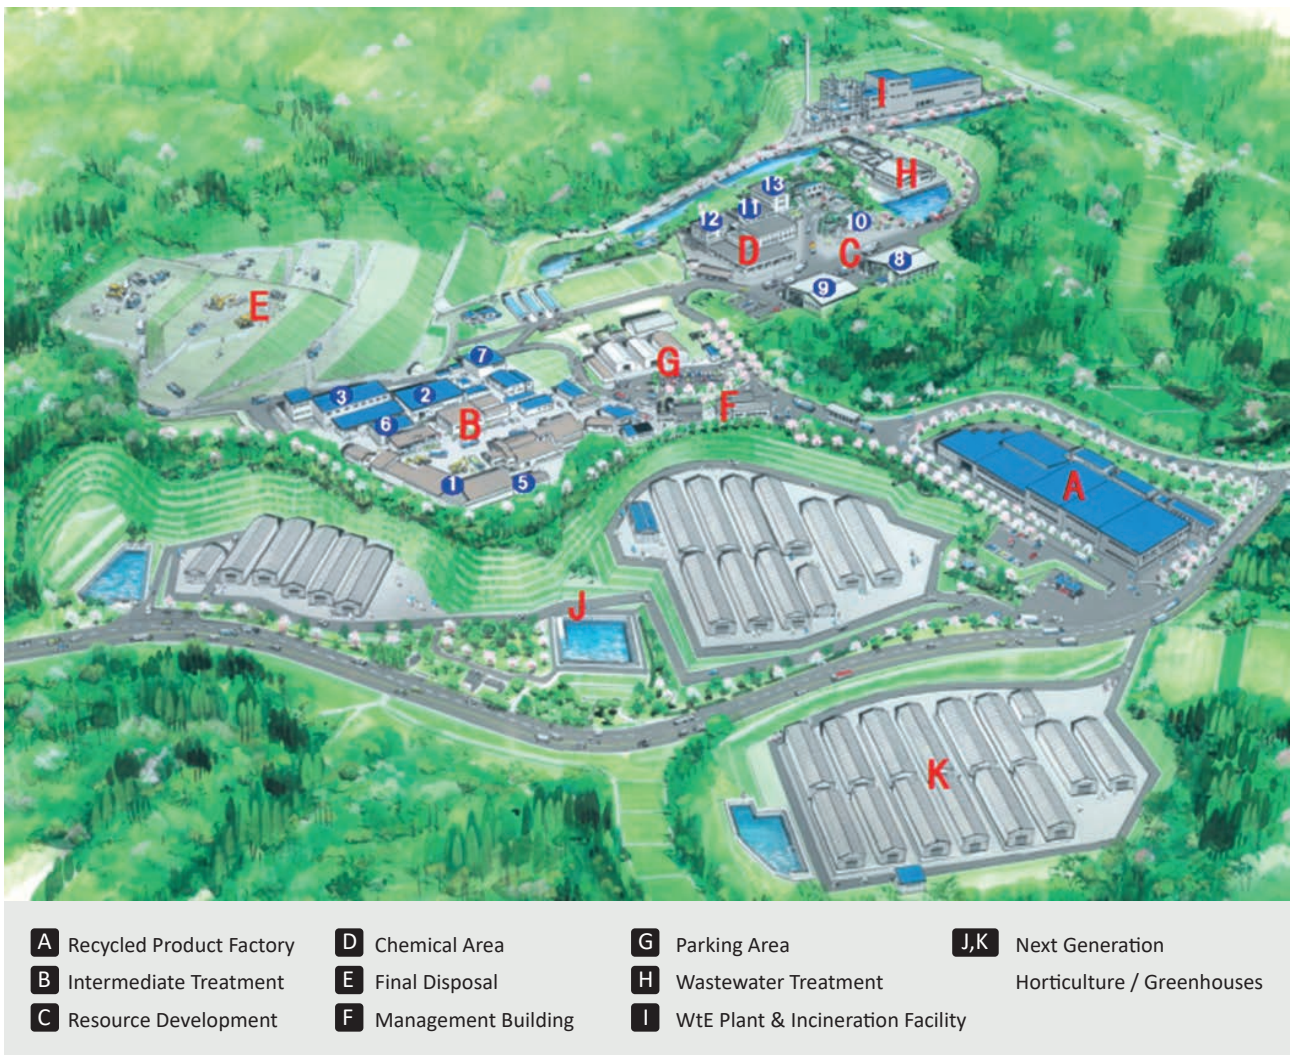 I
H
13
11
12
10
D
C
8
9
E
7
G
3
2
F
6
B
1
5
A
J
K
A Recycled Product Factory
B Intermediate Treatment
C Resource Development
D Chemical Area
E Final Disposal
F Management Building
G Parking Area
H Wastewater Treatment
I WtE Plant & Incineration Facility
J,K Next Generation
Horticulture / Greenhouses